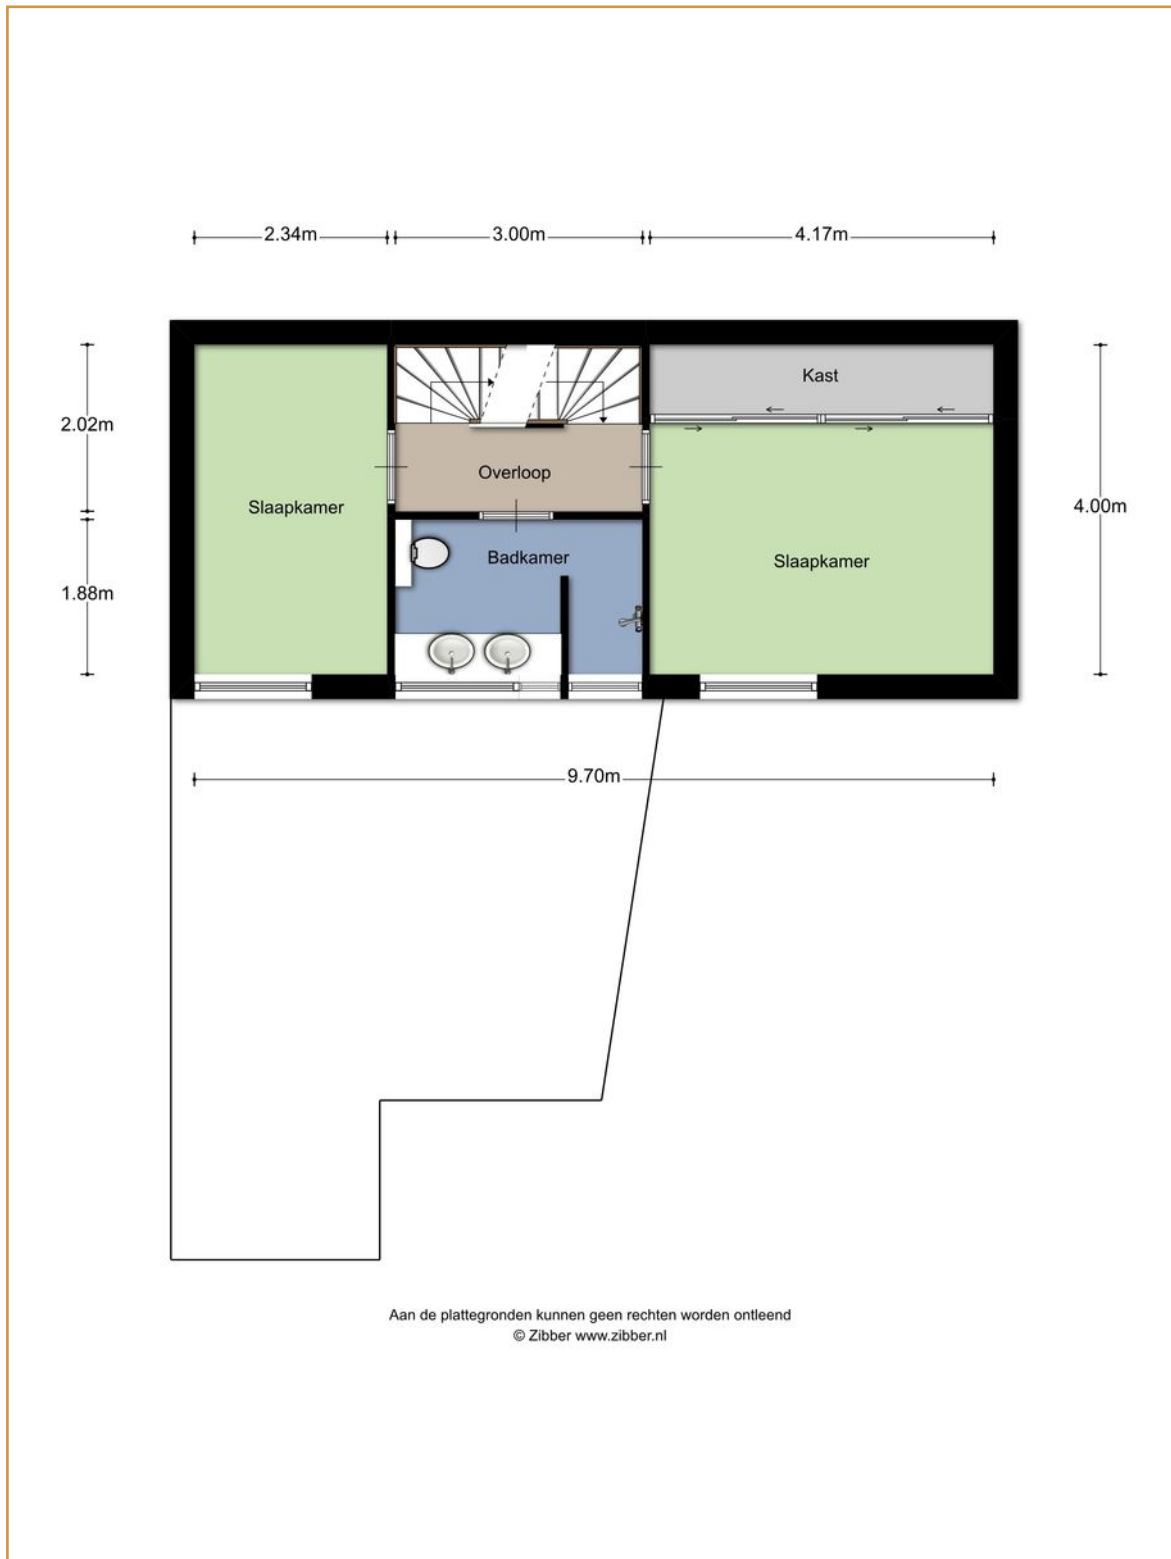 2.34m
3.00m
4.17m
Kast
2.02m
Overloop
Slaapkamer
4.00m
Badkamer
Slaapkamer
1.88m
9.70m
Aan de plattegronden kunnen geen rechten worden ontleend
© Zibber www.zibber.nl